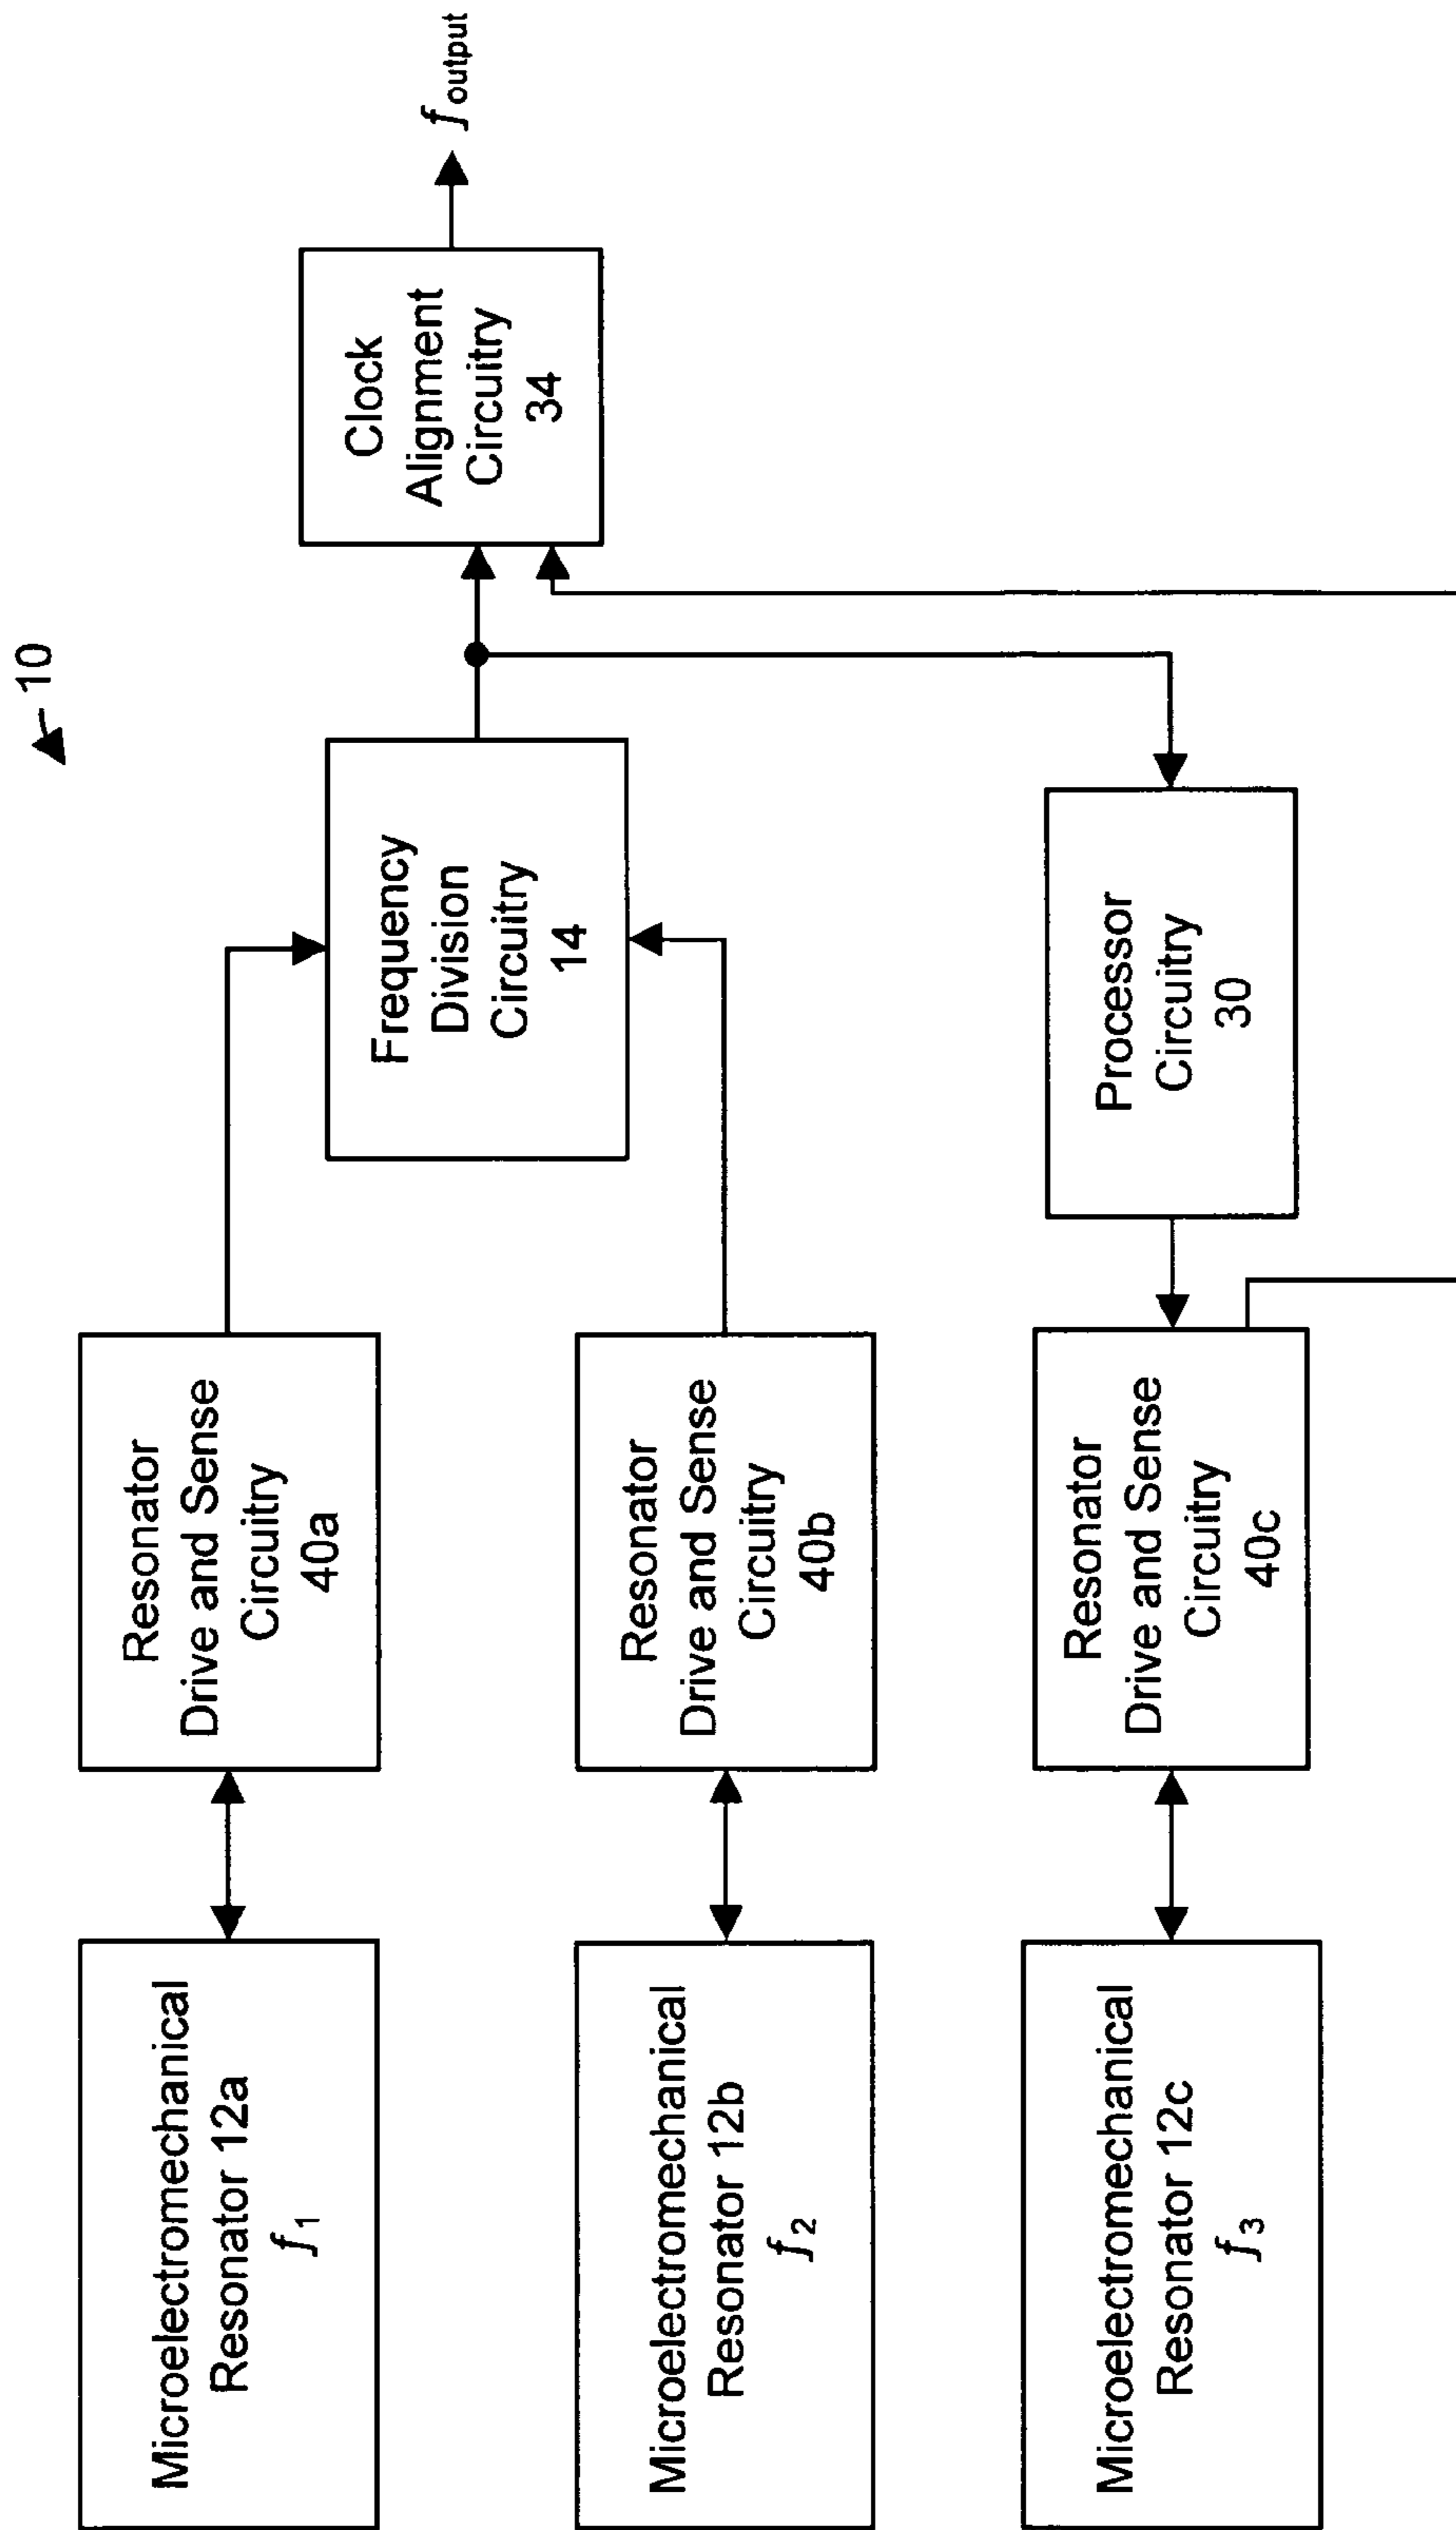 10
Microelectromechanical
Resonator 12a
f1
Resonator
Drive and Sense
Circuitry
40a
Frequency
Division
Circuitry
14
Clock
Alignment
Circuitry
34
foutput
Microelectromechanical
Resonator 12b
f2
Resonator
Drive and Sense
Circuitry
40b
Microelectromechanical
Resonator 12c
f3
Resonator
Drive and Sense
Circuitry
40c
Processor
Circuitry
30